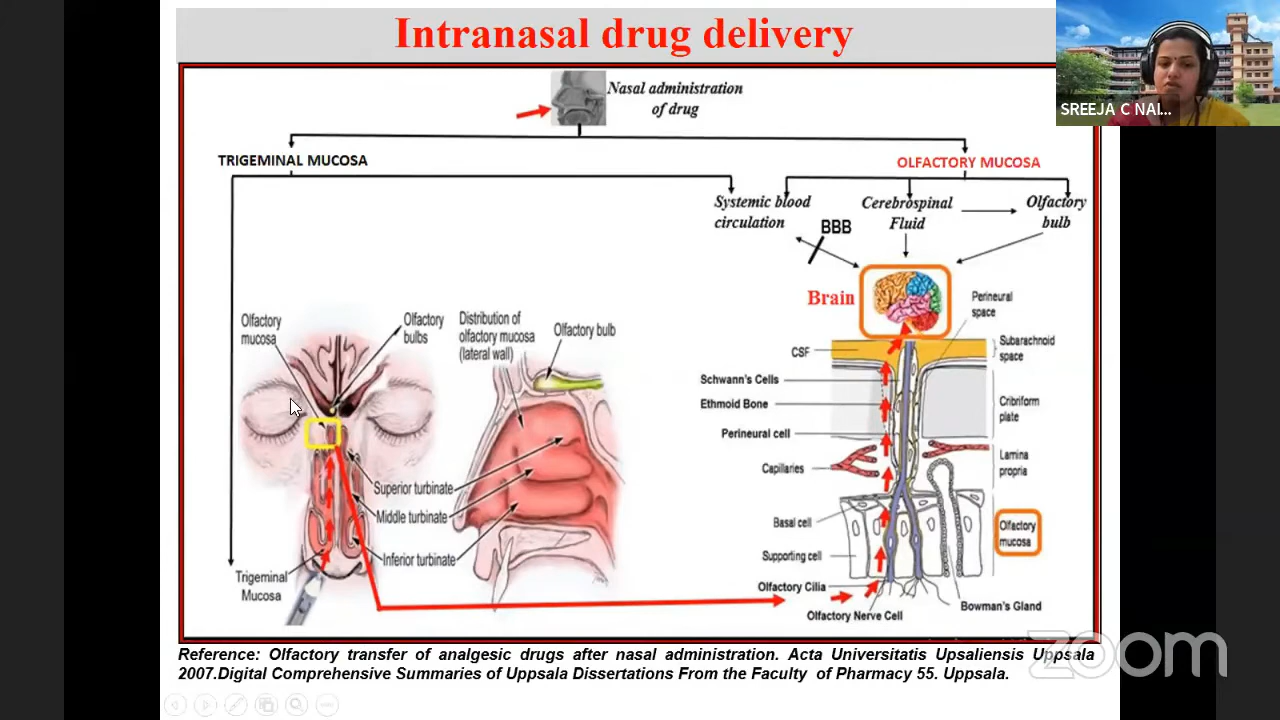 Intranasal drug delivery
SREEJA C NAI...
Nasal administration
of drug
TRIGEMINAL MUCOSA
OLFACTORY MUCOSA
Systemic blood
circulation
Cerebrospinal
Fluid
Olfactory
bulb
BBB
Brain
Perineural
space
Olfactory
mucosa
Olfactory
bulbs
Distribution of
olfactory mucosa
(lateral wall)
Olfactory bulb
CSF
Subarachnoid
space
Schwann's Cells
Ethmoid Bone
Cribriform
plate
Perineural cell
Capillaries
Lamina
propria
Superior turbinate
Middle turbinate
Inferior turbinate
Basal cell
Olfactory
mucosa
Supporting cell
Trigeminal
Mucosa
Olfactory Cilia
Olfactory Nerve Cell
Bowman's Gland
Reference: Olfactory transfer of analgesic drugs after nasal administration. Acta Universitatis Upsaliensis Uppsala
2007.Digital Comprehensive Summaries of Uppsala Dissertations From the Faculty of Pharmacy 55. Uppsala.
zoom